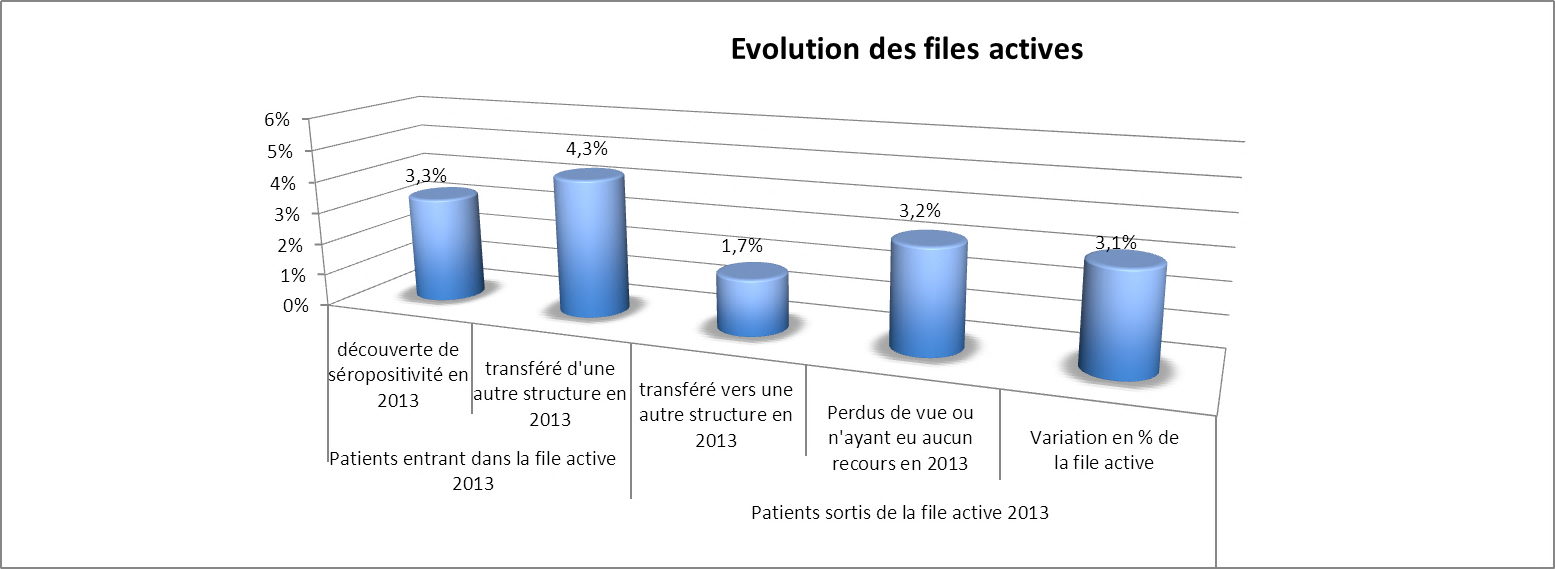 Evolution des files actives
6%
5%
4%
3%
2%
1%
0%
3,3%
4,3%
1,7%
3,2%
3,1%
découverte de
séropositivité en
2013
transféré d'une
autre structure en
2013
transféré vers une
autre structure en
2013
Perdus de vue ou
n'ayant eu aucun
recours en 2013
Variation en % de
la file active
Patients entrant dans la file active
2013
Patients sortis de la file active 2013